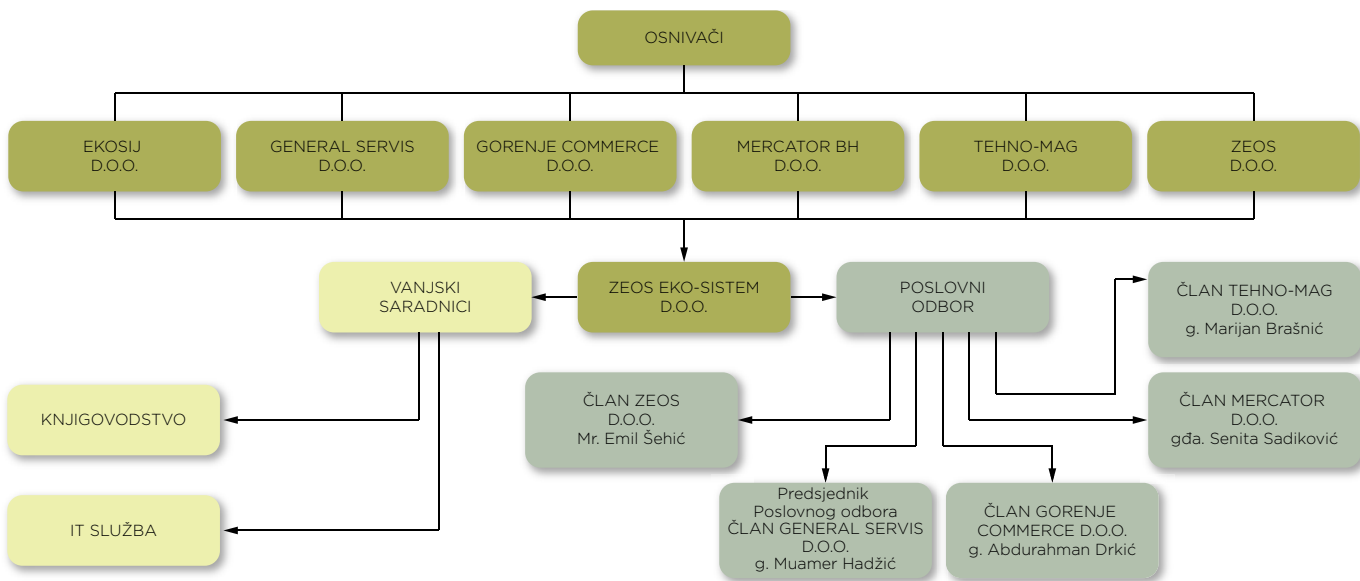 OSNIVAČI
EKOSIJ
D.O.O.
GENERAL SERVIS
D.O.O.
GORENJE COMMERCE
D.O.O.
MERCATOR BH
D.O.O.
TEHNO-MAG
D.O.O.
ZEOS
D.O.O.
VANJSKI
SARADNICI
ZEOS EKO-SISTEM
D.O.O.
POSLOVNI
ODBOR
ČLAN TEHNO-MAG
D.O.O.
g. Marijan Brašnić
KNJIGOVODSTVO
ČLAN ZEOS
D.O.O.
Mr. Emil Šehić
ČLAN MERCATOR
D.O.O.
gđa. Senita Sadiković
IT SLUŽBA
Predsjednik
Poslovnog odbora
ČLAN GENERAL SERVIS
D.O.O.
g. Muamer Hadžić
ČLAN GORENJE
COMMERCE D.O.O.
g. Abdurahman Drkić